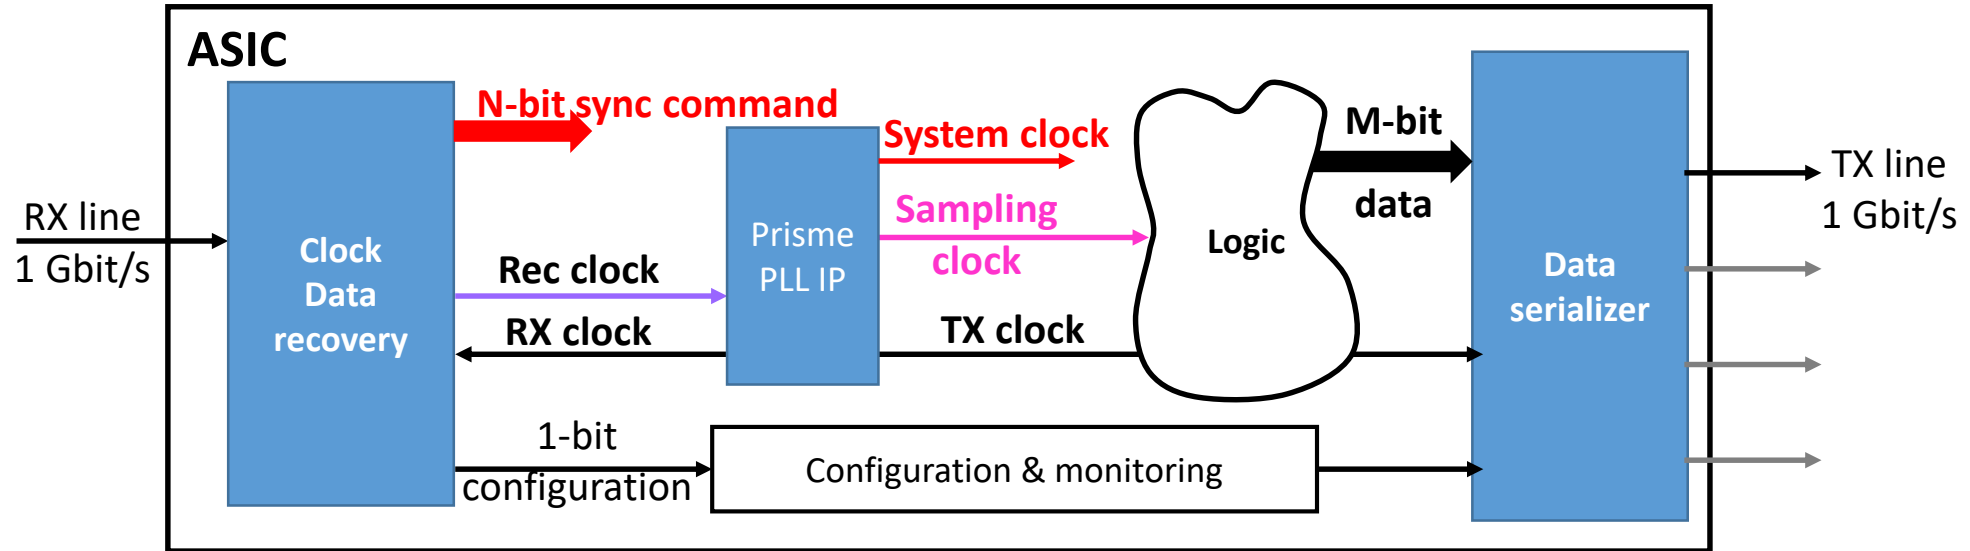 ASIC
RX line
1 Gbit/s
Clock
Data
recovery
N-bit sync command
Rec clock
RX clock
1-bit
configuration
Prisme
PLL IP
System clock
Sampling
clock
TX clock
Configuration & monitoring
Logic
M-bit
data
Data
serializer
TX line
1 Gbit/s